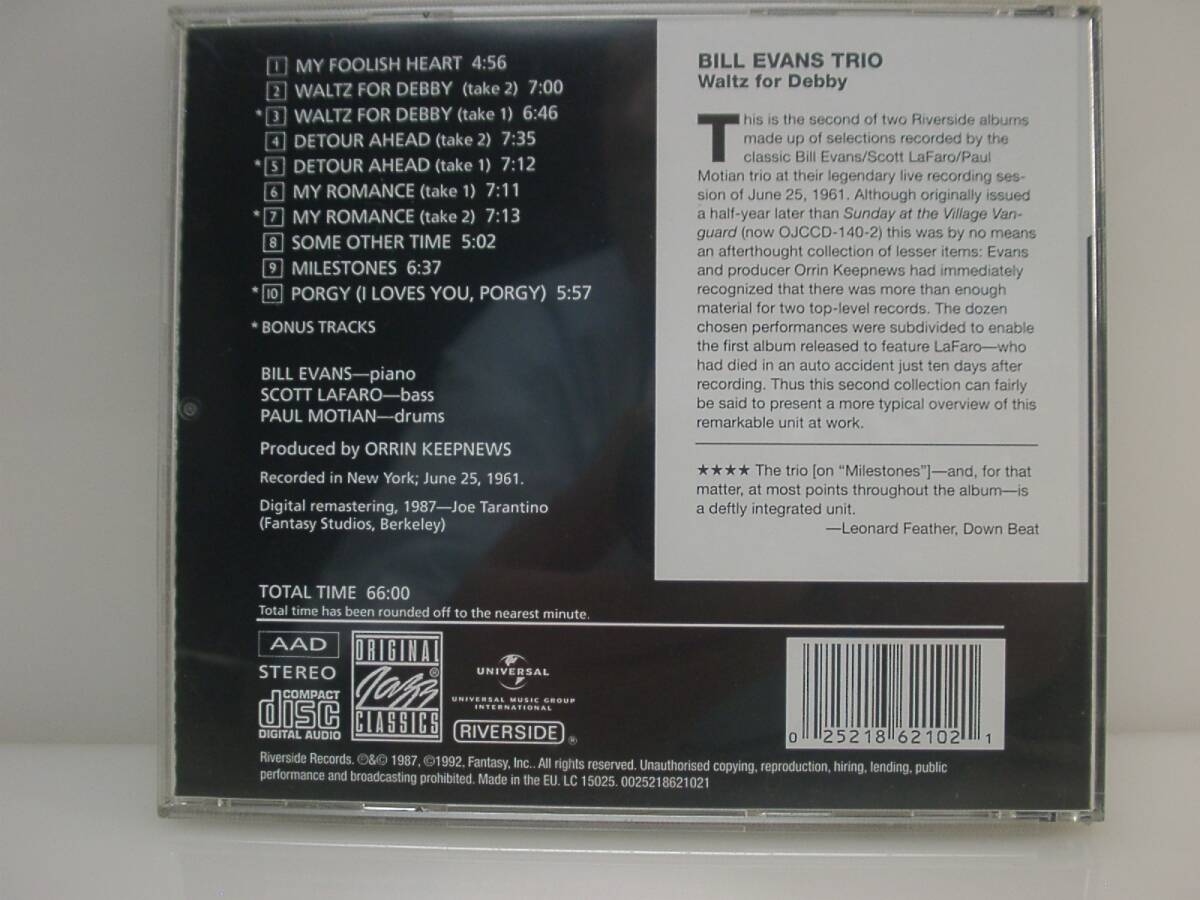 1 MY FOOLISH HEART 4:56
2 WALTZ FOR DEBBY (take 2) 7:00
* 3 WALTZ FOR DEBBY (take 1) 6:46
4 DETOUR AHEAD (take 2) 7:35
* 5 DETOUR AHEAD (take 1) 7:12
6 MY ROMANCE (take 1) 7:11
* 7 MY ROMANCE (take 2) 7:13
8 SOME OTHER TIME 5:02
9 MILESTONES 6:37
* 10 PORGY (I LOVES YOU, PORGY) 5:57
* BONUS TRACKS
BILL EVANS—piano
SCOTT LAFARO—bass
PAUL MOTIAN—drums
Produced by ORRIN KEEPNEWS
Recorded in New York; June 25, 1961.
Digital remastering, 1987—Joe Tarantino
(Fantasy Studios, Berkeley)
TOTAL TIME 66:00
Total time has been rounded off to the nearest minute.
BILL EVANS TRIO
Waltz for Debby
This is the second of two Riverside albums
made up of selections recorded by the
classic Bill Evans/Scott LaFaro/Paul
Motian trio at their legendary live recording ses-
sion of June 25, 1961. Although originally issued
a half-year later than Sunday at the Village Van-
guard (now OJCCD-140-2) this was by no means
an afterthought collection of lesser items: Evans
and producer Orrin Keepnews had immediately
recognized that there was more than enough
material for two top-level records. The dozen
chosen performances were subdivided to enable
the first album released to feature LaFaro—who
had died in an auto accident just ten days after
recording. Thus this second collection can fairly
be said to present a more typical overview of this
remarkable unit at work.
★★★★ The trio [on “Milestones”]—and, for that
matter, at most points throughout the album—is
a deftly integrated unit.
—Leonard Feather, Down Beat
AAD
STEREO
COMPACT
disc
DIGITAL AUDIO
ORIGINAL
Jazz ®
CLASSICS
UNIVERSAL
UNIVERSAL MUSIC GROUP
INTERNATIONAL
RIVERSIDE ®
0 25218 62102 1
Riverside Records. ℗&© 1987, ©1992, Fantasy, Inc.. All rights reserved. Unauthorised copying, reproduction, hiring, lending, public
performance and broadcasting prohibited. Made in the EU. LC 15025. 0025218621021